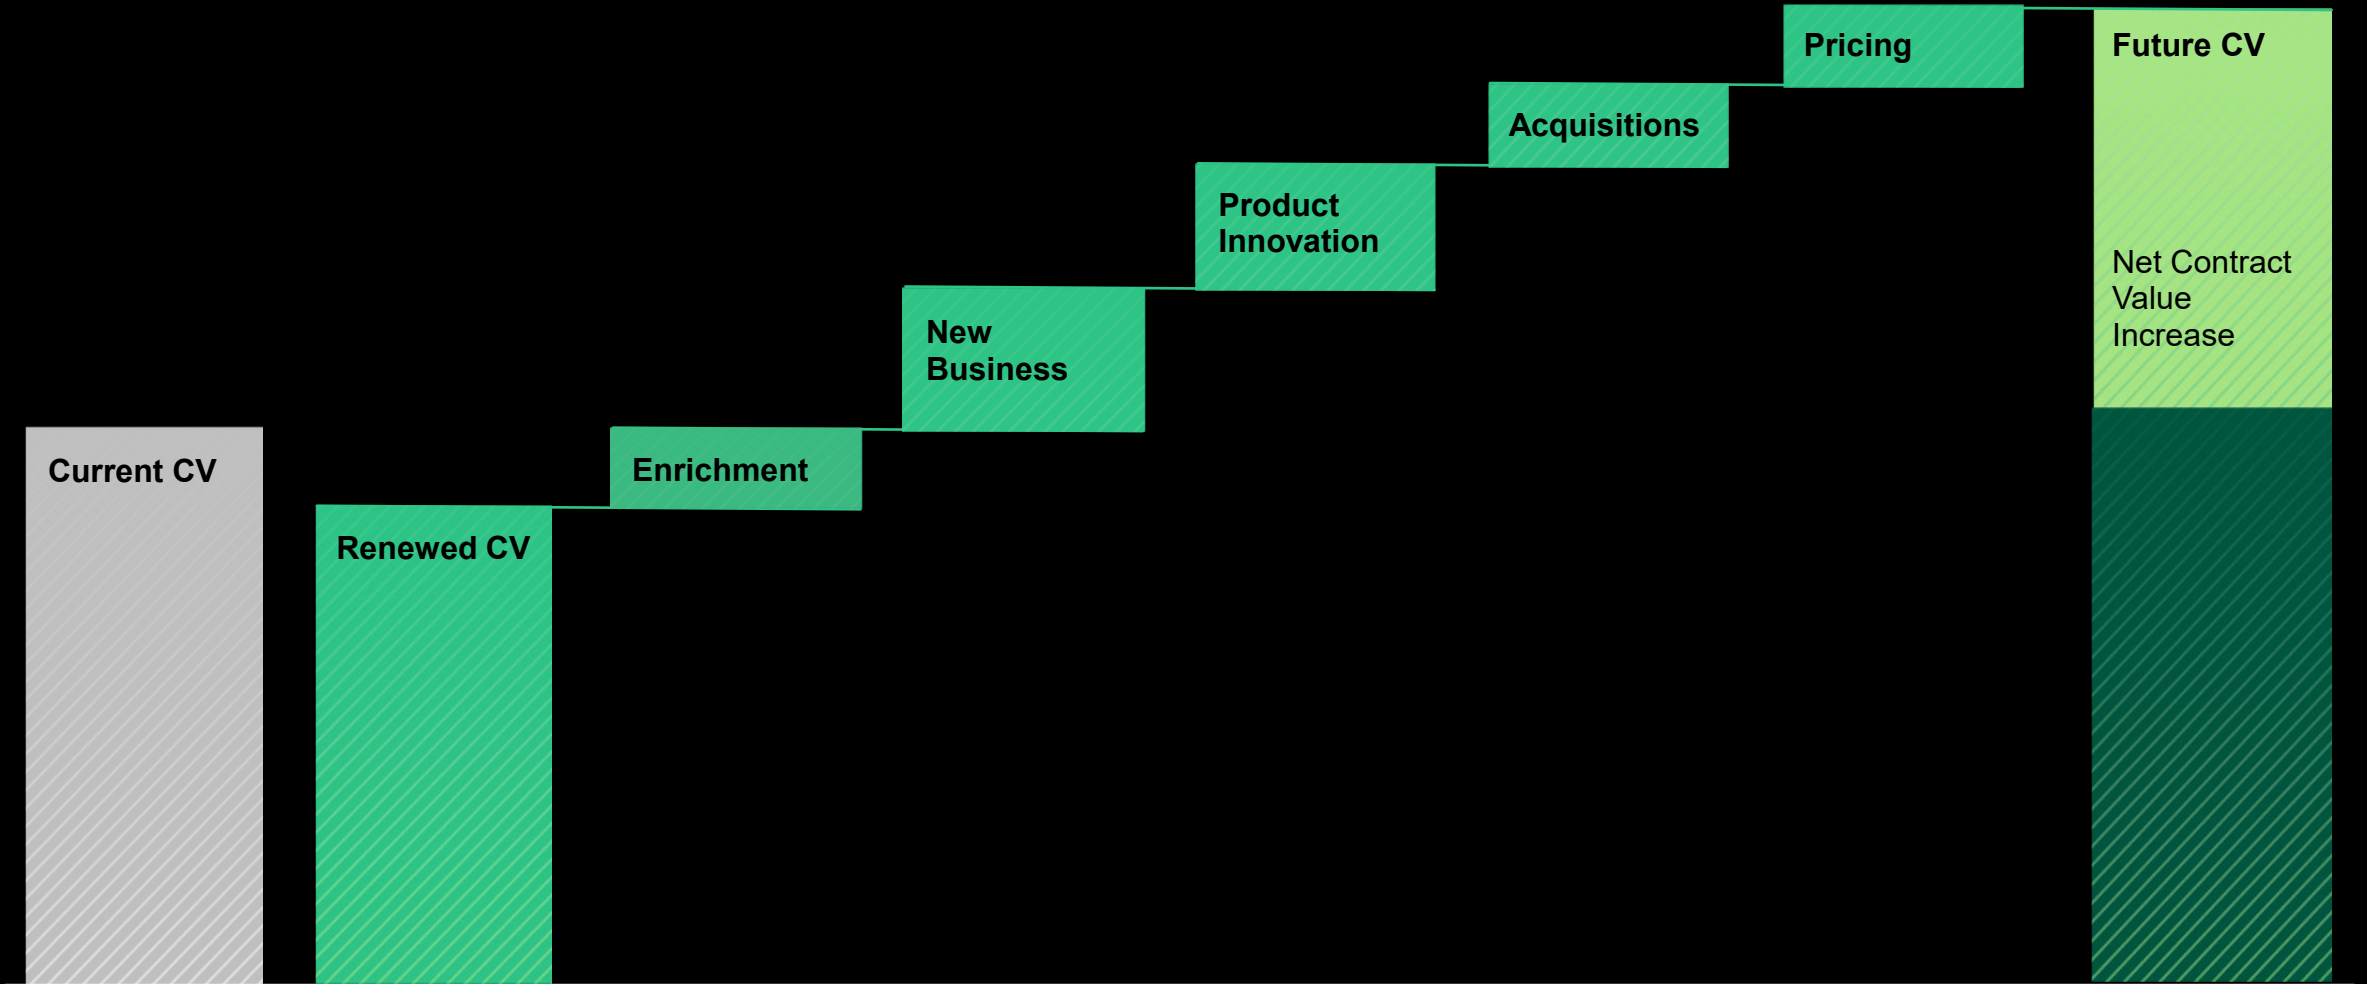 Current CV
Renewed CV
Enrichment
New
Business
Product
Innovation
Acquisitions
Pricing
Future CV
Net Contract
Value
Increase